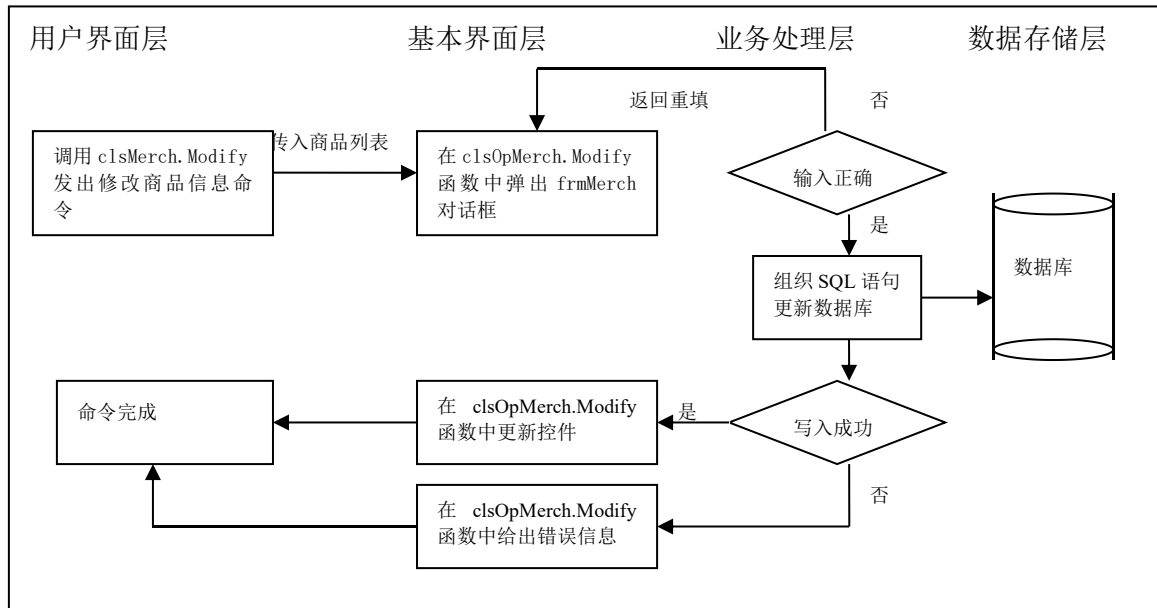 用户界面层
基本界面层
业务处理层
数据存储层
返回重填
否
调用 clsMerch.Modify
发出修改商品信息命
令
传入商品列表
在 clsOpMerch.Modify
函数中弹出 frmMerch
对话框
输入正确
是
组织 SQL 语句
更新数据库
数据库
命令完成
在 clsOpMerch.Modify
函数中更新控件
是
写入成功
否
在 clsOpMerch.Modify
函数中给出错误信息